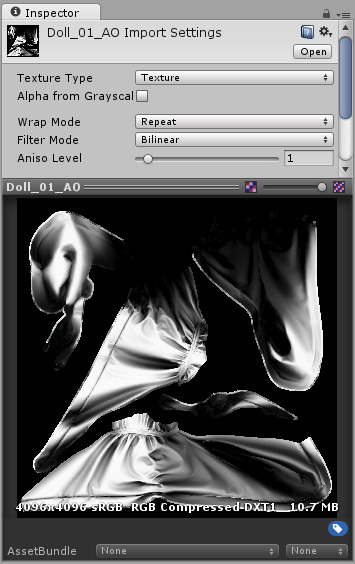 Inspector
Doll_01_AO Import Settings
Open
Texture Type Texture
Alpha from Grayscal
Wrap Mode Repeat
Filter Mode Bilinear
Aniso Level 1
Doll_01_AO
4096x4096 sRGB RGB Compressed DXT1 10.7 MB
AssetBundle None None